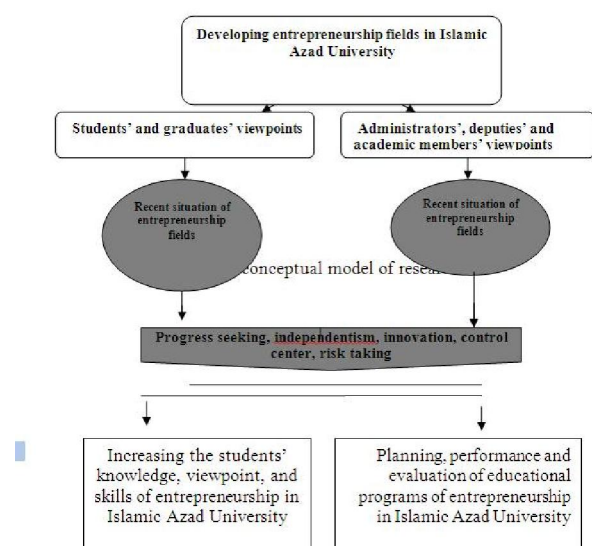 Developing entrepreneurship fields in Islamic
Azad University
Students' and graduates' viewpoints
Administrators', deputies' and
academic members' viewpoints
Recent situation of
entrepreneurship
fields
Recent situation of
entrepreneurship
fields
conceptual model of
Progress seeking, independentism, innovation, control
center, risk taking
Increasing the students'
knowledge, viewpoint, and
skills of entrepreneurship in
Islamic Azad University
Planning, performance and
evaluation of educational
programs of entrepreneurship
in Islamic Azad University